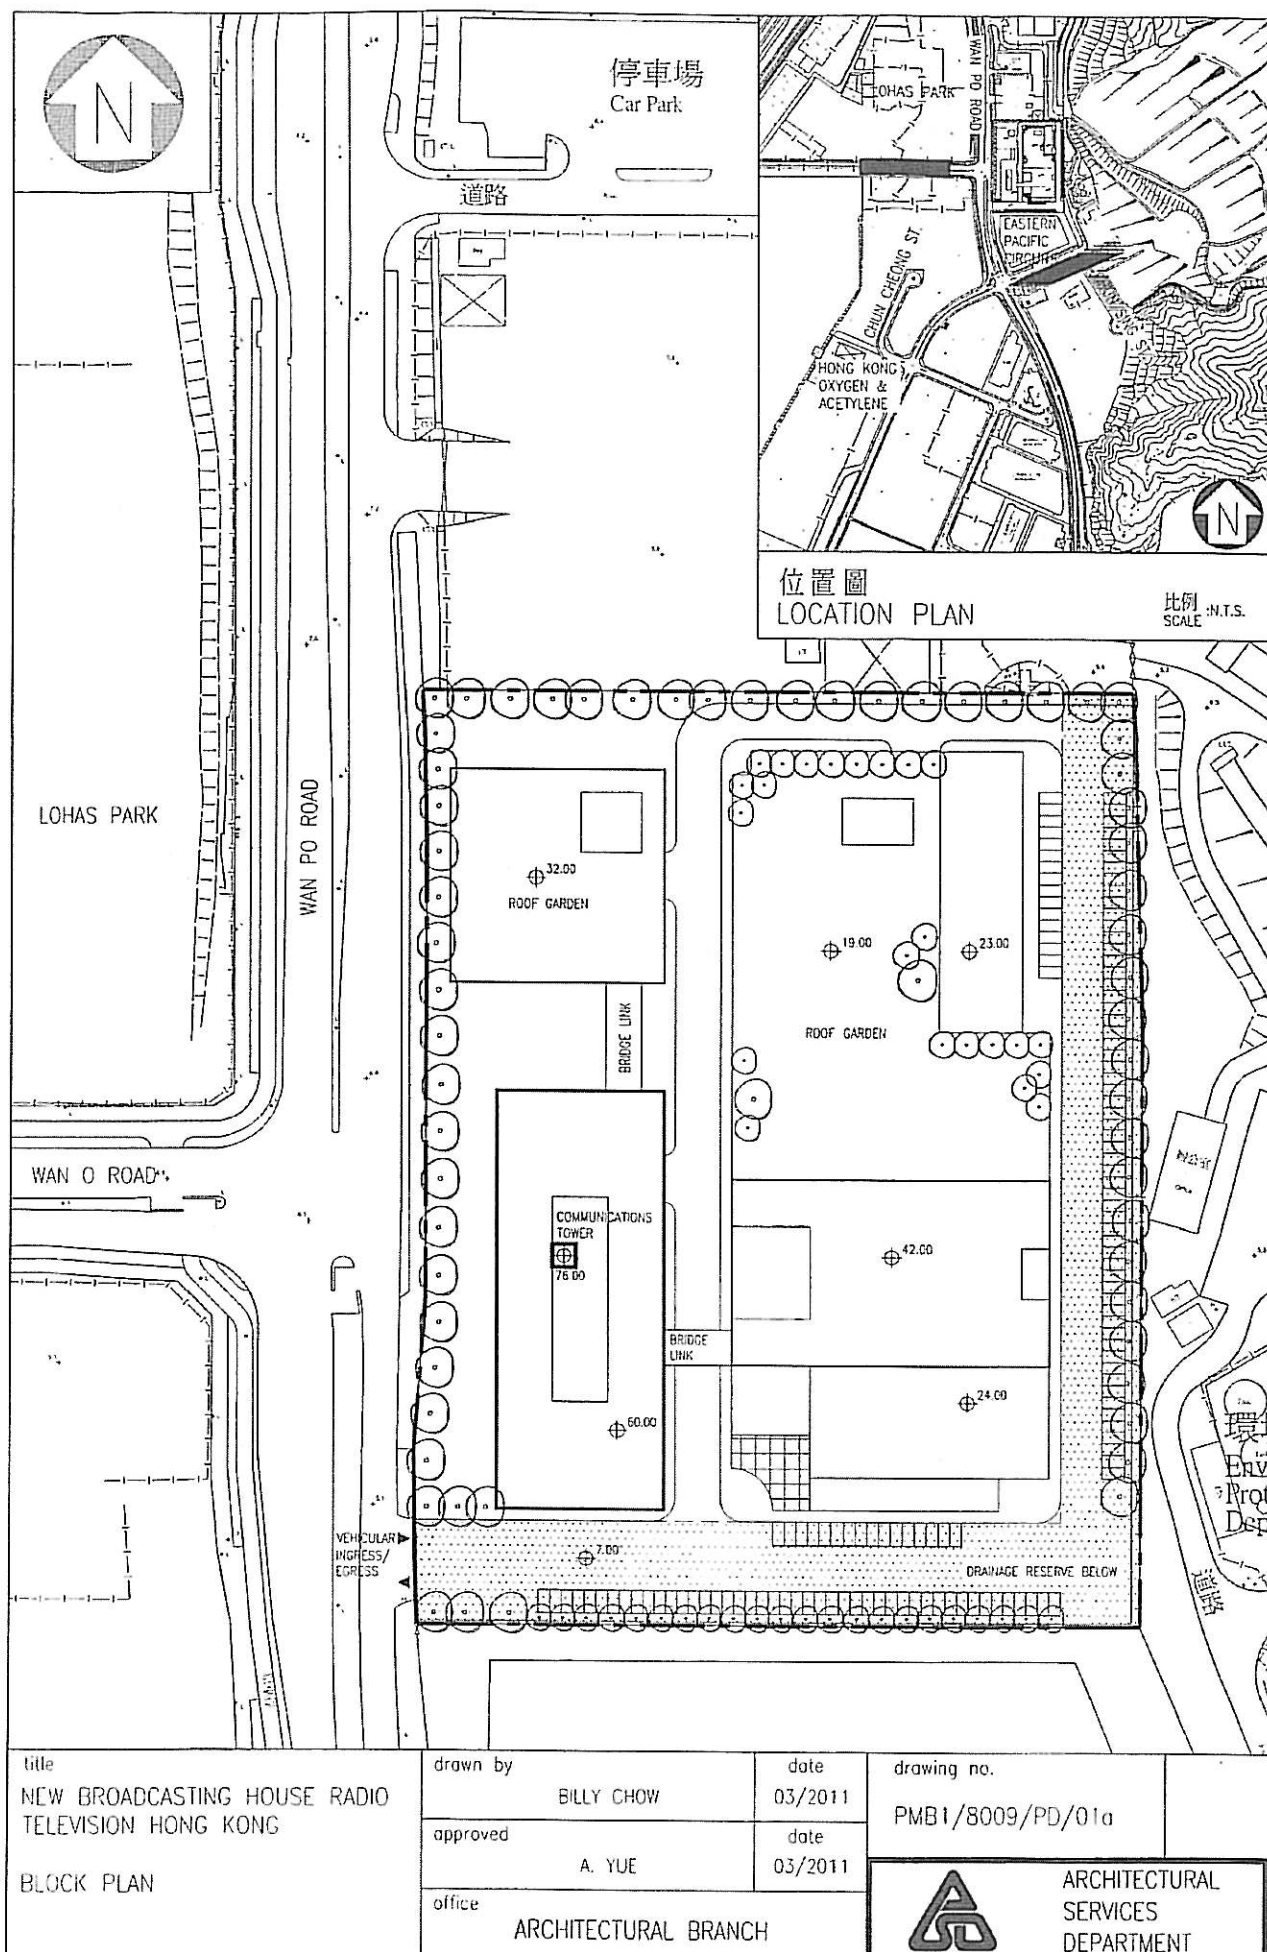 N
停車場
Car Park
道路
LOHAS PARK
WAN PO ROAD
EASTERN
PACIFIC
CHUN CHEONG ST.
HONG KONG
OXYGEN &
ACETYLENE
N
位置圖
LOCATION PLAN
比例
SCALE :N.T.S.
LOHAS PARK
WAN PO ROAD
32.00
ROOF GARDEN
19.00
23.00
BRIDGE LINK
ROOF GARDEN
WAN O ROAD
COMMUNICATIONS
TOWER
76.00
42.00
BRIDGE
LINK
24.00
60.00
VEHICULAR
INGRESS/
EGRESS
7.00
DRAINAGE RESERVE BELOW
道路
title
NEW BROADCASTING HOUSE RADIO
TELEVISION HONG KONG
BLOCK PLAN
drawn by
BILLY CHOW
date
03/2011
approved
A. YUE
date
03/2011
office
ARCHITECTURAL BRANCH
drawing no.
PMB1/8009/PD/01a
ARCHITECTURAL
SERVICES
DEPARTMENT